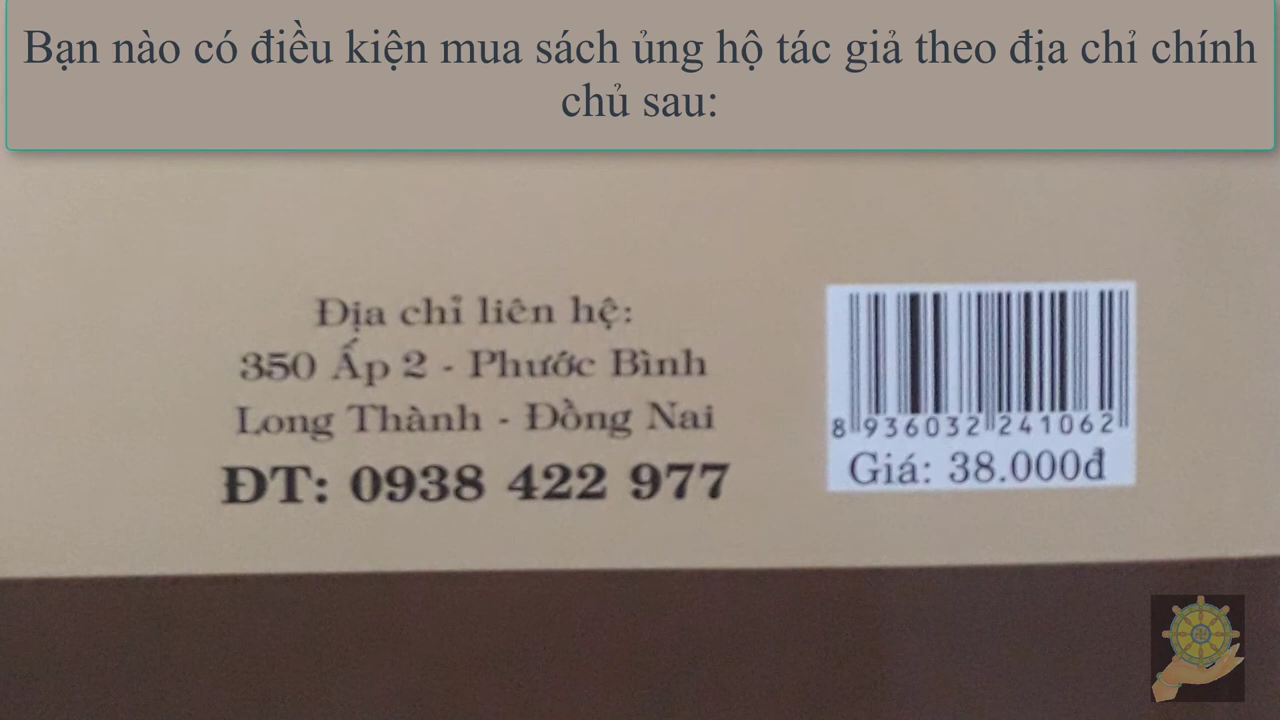 Bạn nào có điều kiện mua sách ủng hộ tác giả theo địa chỉ chính
chủ sau:
Địa chỉ liên hệ:
350 Ấp 2 - Phước Bình
Long Thành - Đồng Nai
ĐT: 0938 422 977
8 936032 241062
Giá: 38.000đ